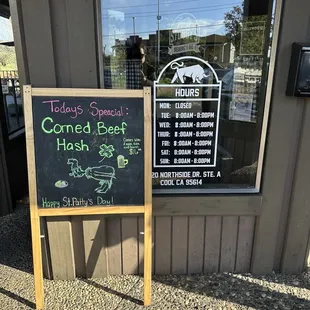 Todays Special:
Corned Beef
Hash
Happy St. Patty's Day!
HOURS
MON. CLOSED
TUE. 8:00AM - 8:00PM
WED. 8:00AM - 8:00PM
THUR. 8:00AM - 8:00PM
FRI. 8:00AM - 8:00PM
SAT. 8:00AM - 8:00PM
SUN. 8:00AM - 8:00PM
20 NORTHSIDE DR. STE. A
COOL CA 95614